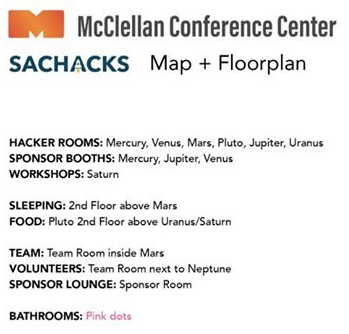 McClellan Conference Center
SACHACKS Map + Floorplan
HACKER ROOMS: Mercury, Venus, Mars, Pluto, Jupiter, Uranus
SPONSOR BOOTHS: Mercury, Jupiter, Venus
WORKSHOPS: Saturn
SLEEPING: 2nd Floor above Mars
FOOD: Pluto 2nd Floor above Uranus/Saturn
TEAM: Team Room inside Mars
VOLUNTEERS: Team Room next to Neptune
SPONSOR LOUNGE: Sponsor Room
BATHROOMS: Pink dots